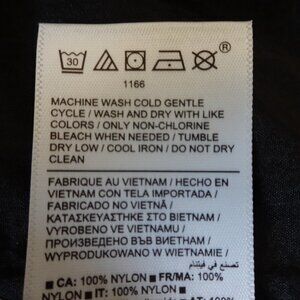 30
®
1166
MACHINE WASH COLD GENTLE
CYCLE / WASH AND DRY WITH LIKE
COLORS / ONLY NON-CHLORINE
BLEACH WHEN NEEDED / TUMBLE
DRY LOW / COOL IRON / DO NOT DRY
CLEAN
FABRIQUE AU VIETNAM / HECHO EN
VIETNAM CON TELA IMPORTADA /
FABRICADO NO VIETNÃ /
ΚΑΤΑΣΚΕΥΑΣΤΗΚΕ ΣΤΟ ΒΙΕΤΝΑΜ /
VYROBENO VE VIETNAMU /
ПРОИЗВЕДЕНО ВЪВ ВИЕТНАМ /
WYPRODUKOWANO W WIETNAMIE /
تصنع في فيتنام
CA: 100% NYLON FR/MA: 100%
NYLON IT: 100% NYLON AT: 100%